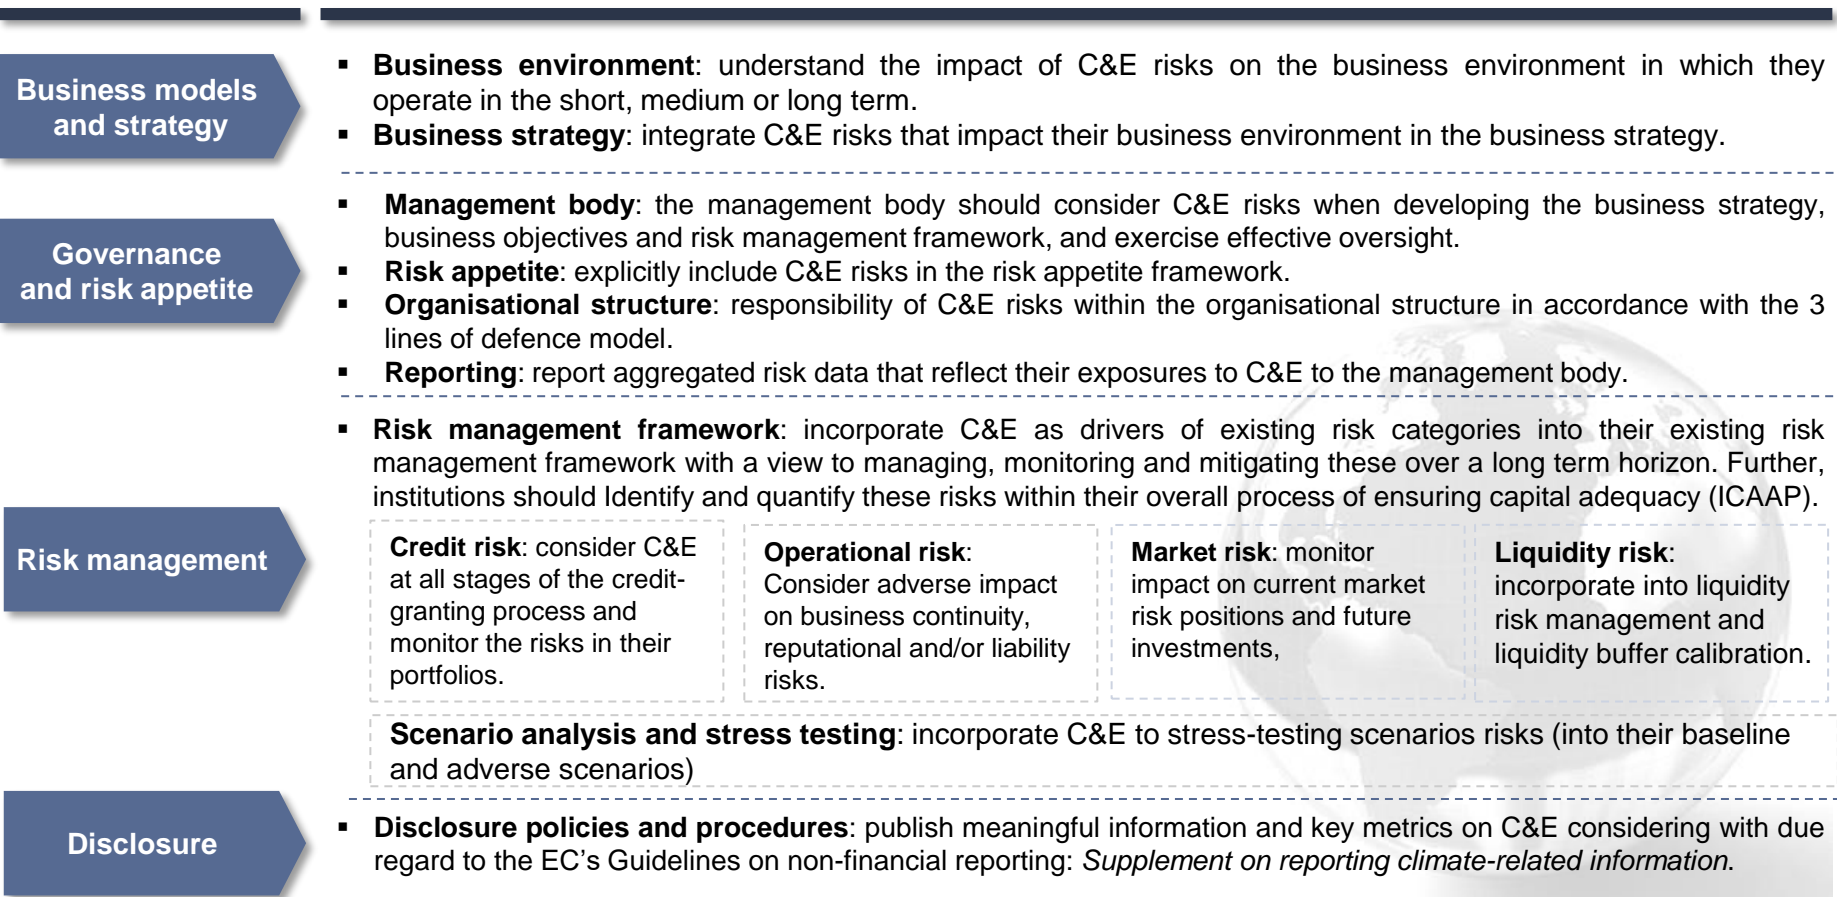 Business models
and strategy
▪ Business environment: understand the impact of C&E risks on the business environment in which they
operate in the short, medium or long term.
▪ Business strategy: integrate C&E risks that impact their business environment in the business strategy.
Governance
and risk appetite
▪ Management body: the management body should consider C&E risks when developing the business strategy,
business objectives and risk management framework, and exercise effective oversight.
▪ Risk appetite: explicitly include C&E risks in the risk appetite framework.
▪ Organisational structure: responsibility of C&E risks within the organisational structure in accordance with the 3
lines of defence model.
▪ Reporting: report aggregated risk data that reflect their exposures to C&E to the management body.
Risk management
▪ Risk management framework: incorporate C&E as drivers of existing risk categories into their existing risk
management framework with a view to managing, monitoring and mitigating these over a long term horizon. Further,
institutions should Identify and quantify these risks within their overall process of ensuring capital adequacy (ICAAP).
Credit risk: consider C&E
at all stages of the credit-
granting process and
monitor the risks in their
portfolios.
Operational risk:
Consider adverse impact
on business continuity,
reputational and/or liability
risks.
Market risk: monitor
impact on current market
risk positions and future
investments,
Liquidity risk:
incorporate into liquidity
risk management and
liquidity buffer calibration.
Scenario analysis and stress testing: incorporate C&E to stress-testing scenarios risks (into their baseline
and adverse scenarios)
Disclosure
▪ Disclosure policies and procedures: publish meaningful information and key metrics on C&E considering with due
regard to the EC's Guidelines on non-financial reporting: Supplement on reporting climate-related information.